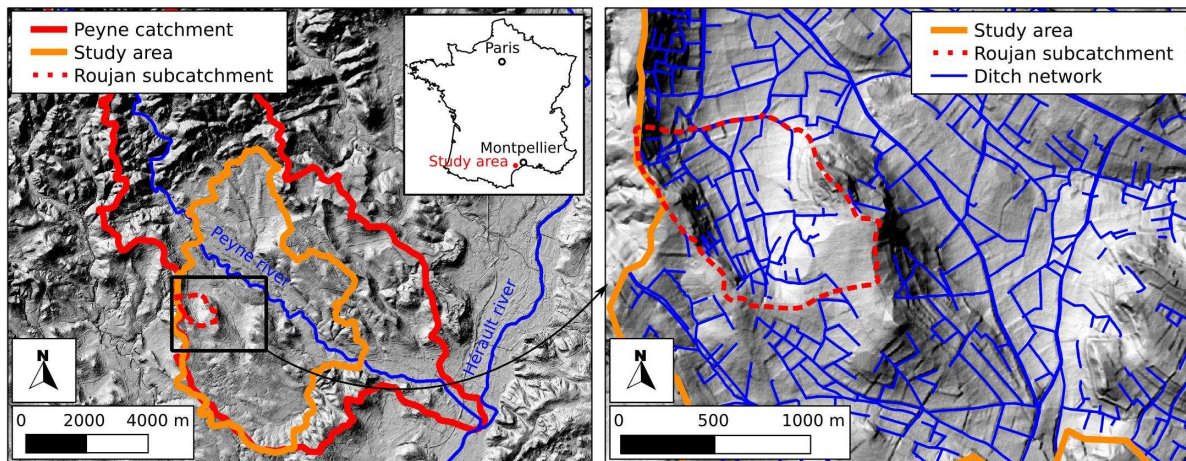 Peyne catchment
Study area
Roujan subcatchment
Paris
Montpellier
Study area
Peyne river
Hérault river
N
0 2000 4000 m
Study area
Roujan subcatchment
Ditch network
N
0 500 1000 m